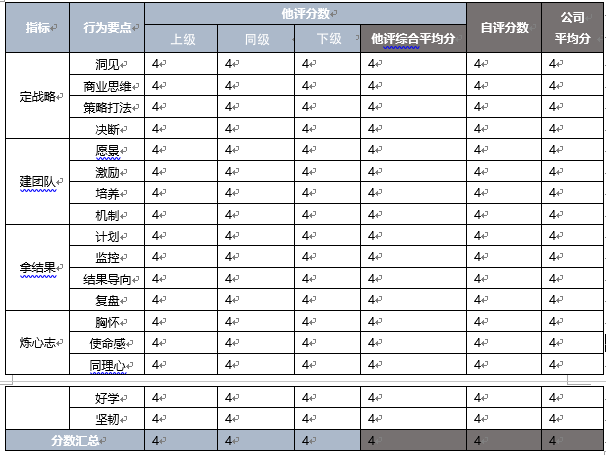 指标 行为要点 他评分数 自评分数 公司平均分
上级 同级 下级 他评综合平均分
定战略 洞见 4 4 4 4 4 4
商业思维 4 4 4 4 4 4
策略打法 4 4 4 4 4 4
决断 4 4 4 4 4 4
建团队 愿景 4 4 4 4 4 4
激励 4 4 4 4 4 4
培养 4 4 4 4 4 4
机制 4 4 4 4 4 4
拿结果 计划 4 4 4 4 4 4
监控 4 4 4 4 4 4
结果导向 4 4 4 4 4 4
复盘 4 4 4 4 4 4
炼心志 胸怀 4 4 4 4 4 4
使命感 4 4 4 4 4 4
同理心 4 4 4 4 4 4
好学 4 4 4 4 4 4
坚韧 4 4 4 4 4 4
分数汇总 4 4 4 4 4 4